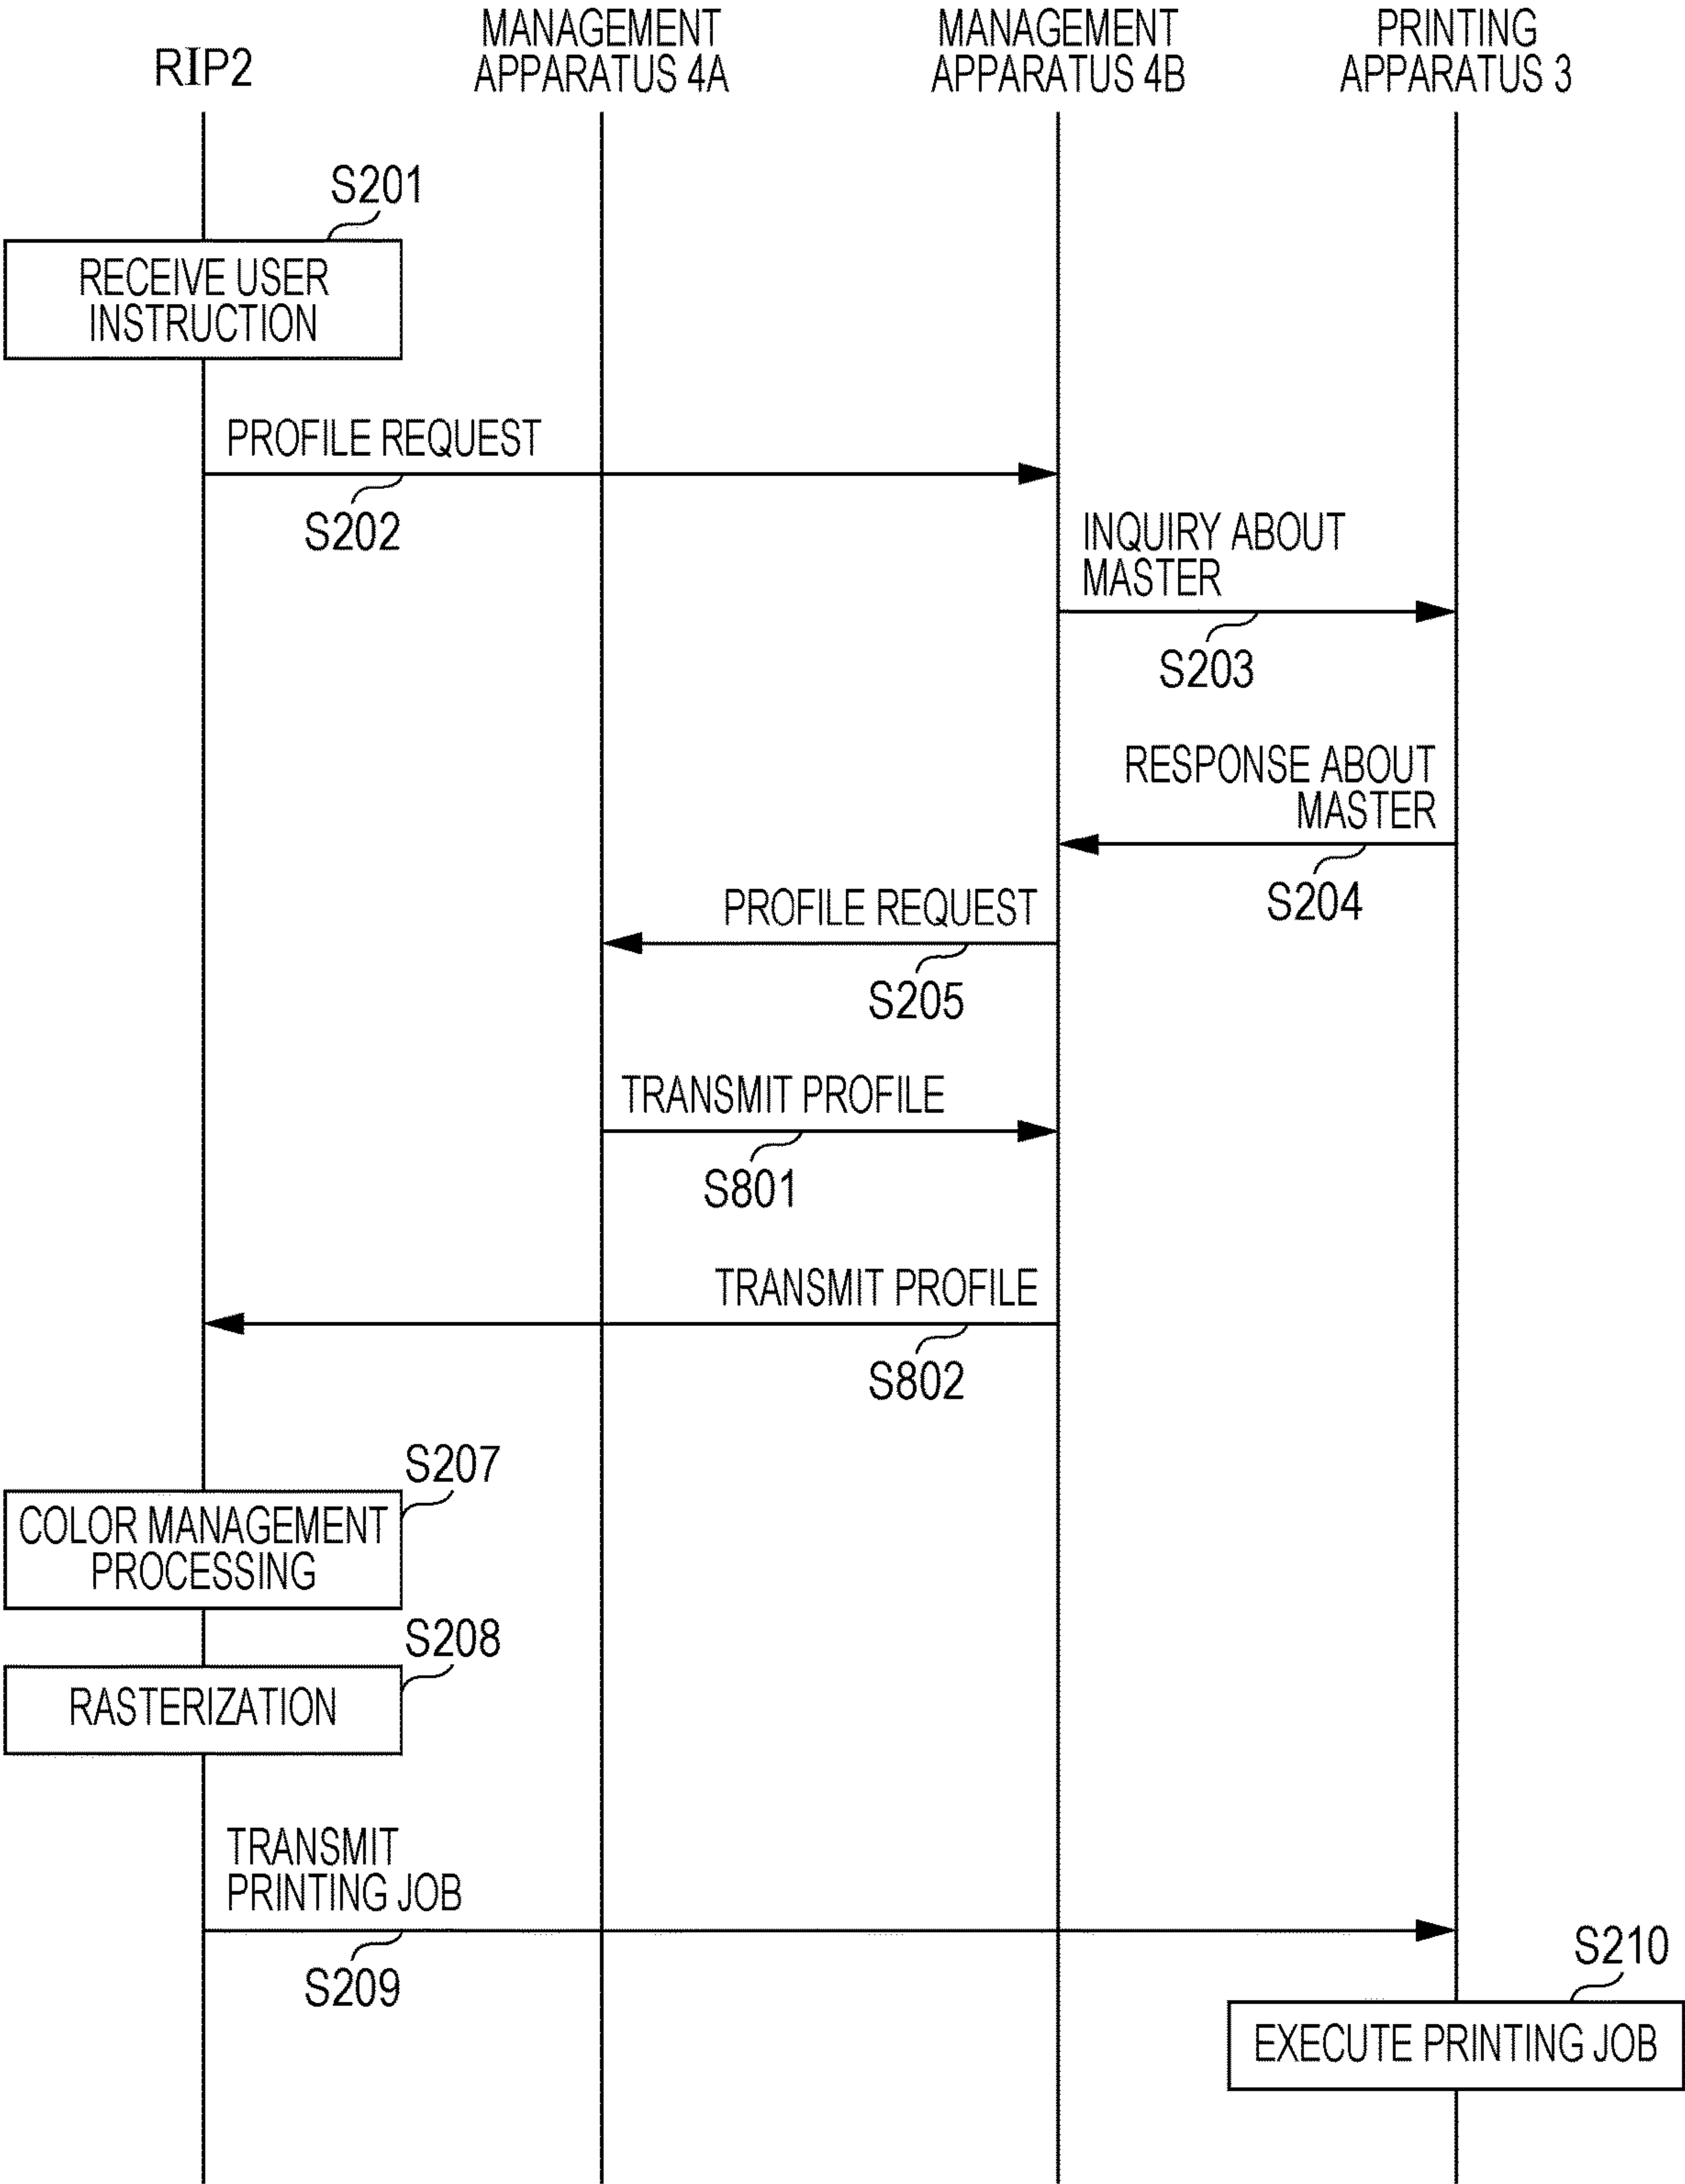 RIP2
MANAGEMENT
APPARATUS 4A
MANAGEMENT
APPARATUS 4B
PRINTING
APPARATUS 3
S201
RECEIVE USER
INSTRUCTION
PROFILE REQUEST
S202
INQUIRY ABOUT
MASTER
S203
RESPONSE ABOUT
MASTER
S204
PROFILE REQUEST
S205
TRANSMIT PROFILE
S801
TRANSMIT PROFILE
S802
S207
COLOR MANAGEMENT
PROCESSING
S208
RASTERIZATION
TRANSMIT
PRINTING JOB
S209
S210
EXECUTE PRINTING JOB